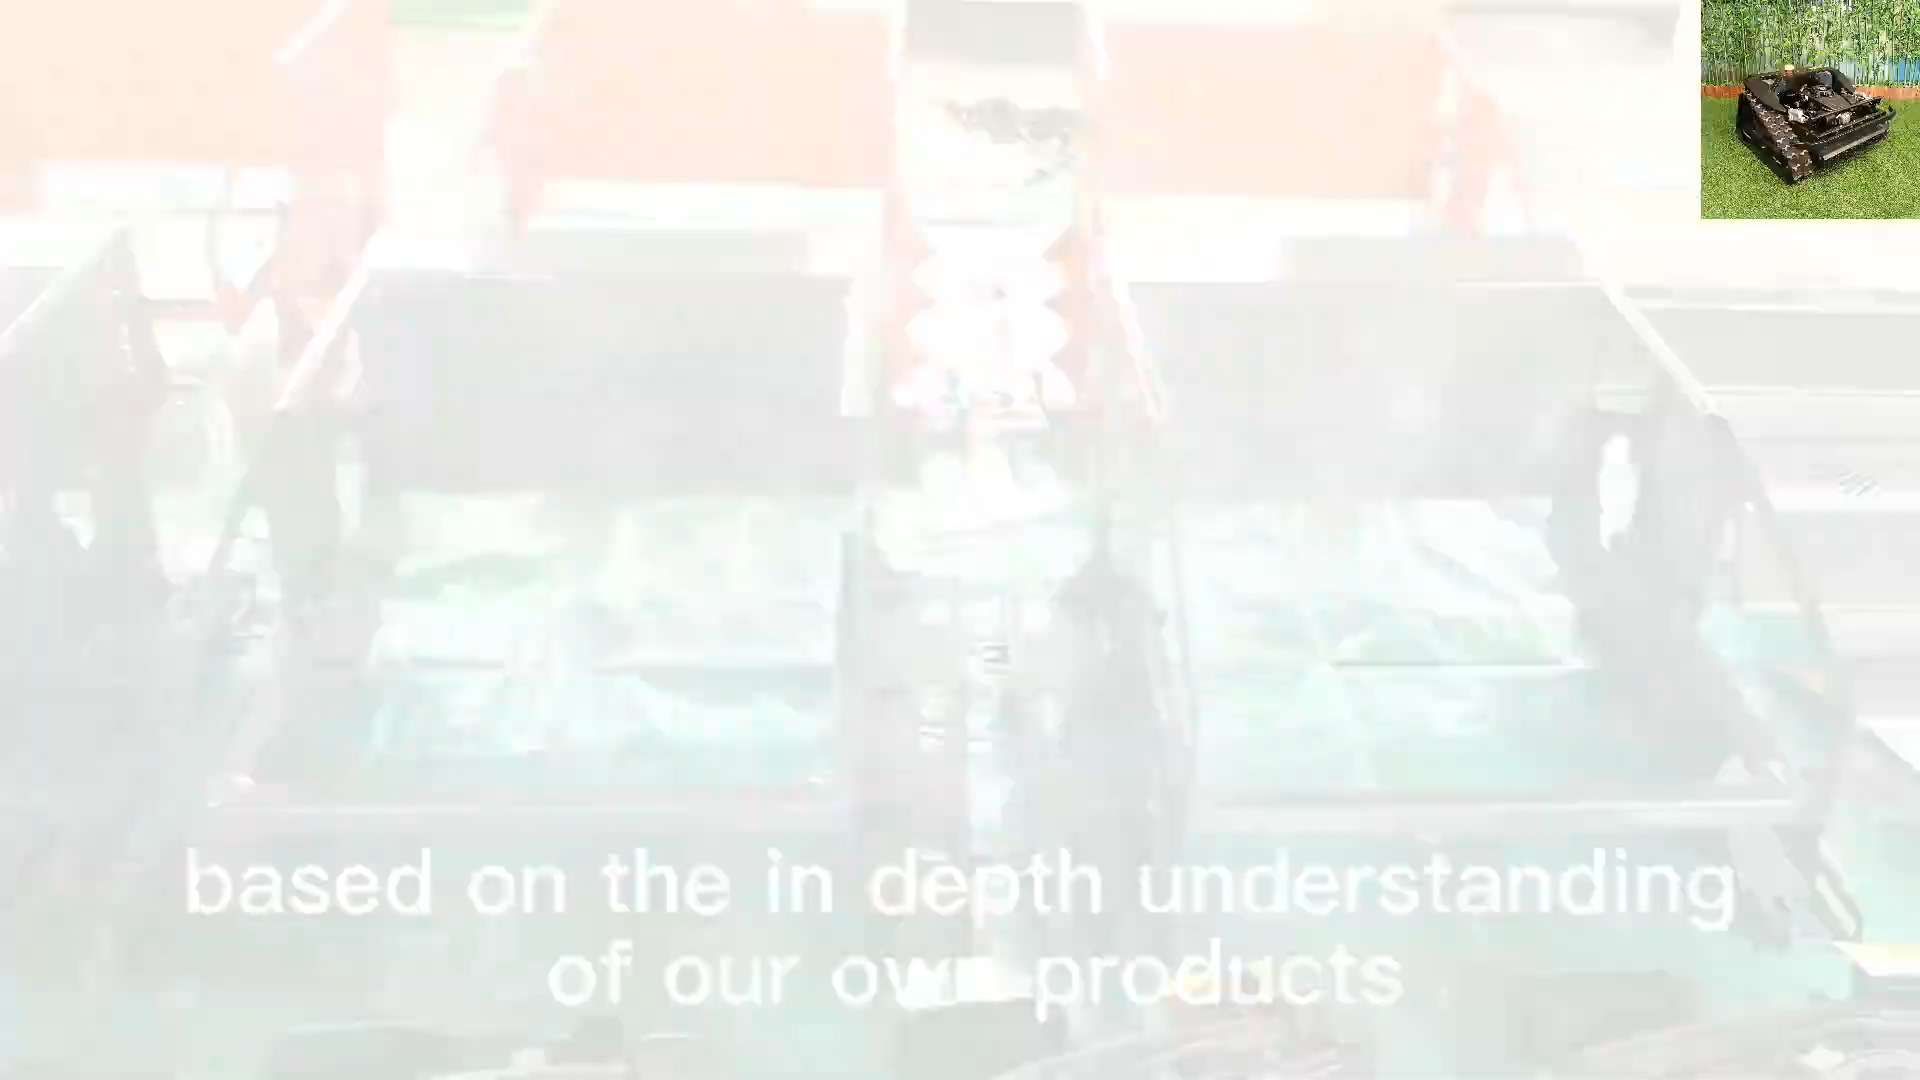 based on the in depth understanding
of our own products